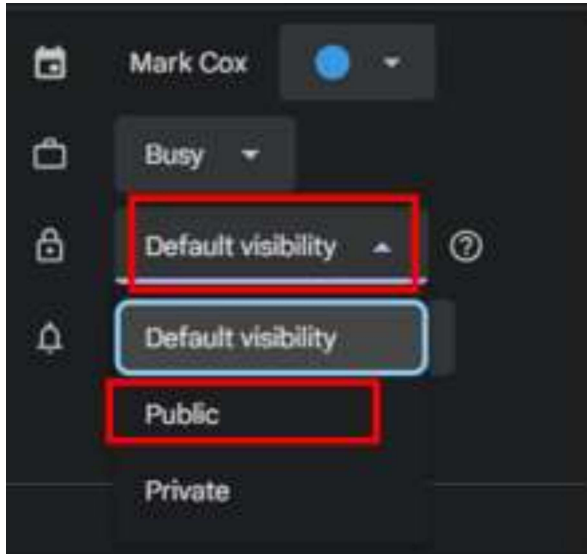 Mark Cox
Busy
Default visibility
Default visibility
Public
Private